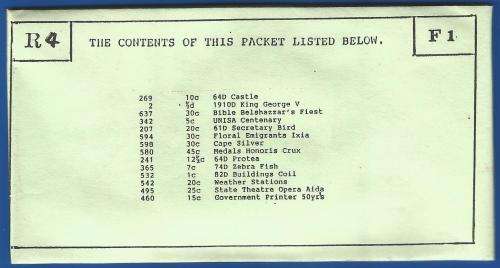 R4 THE CONTENTS OF THIS PACKET LISTED BELOW. F1
269 10c 64D Castle
2 ½d 1910D King George V
637 30c Bible Belshazzar's Fiest
342 5c UNISA Centenary
207 20c 61D Secretary Bird
594 30c Floral Emigrants Ixia
598 30c Cape Silver
580 45c Medals Honoris Crux
241 12½c 64D Protea
365 7c 74D Zebra Fish
532 1c 82D Buildings Coil
542 20c Weather Stations
495 25c State Theatre Opera Aida
460 15c Government Printer 50yrs